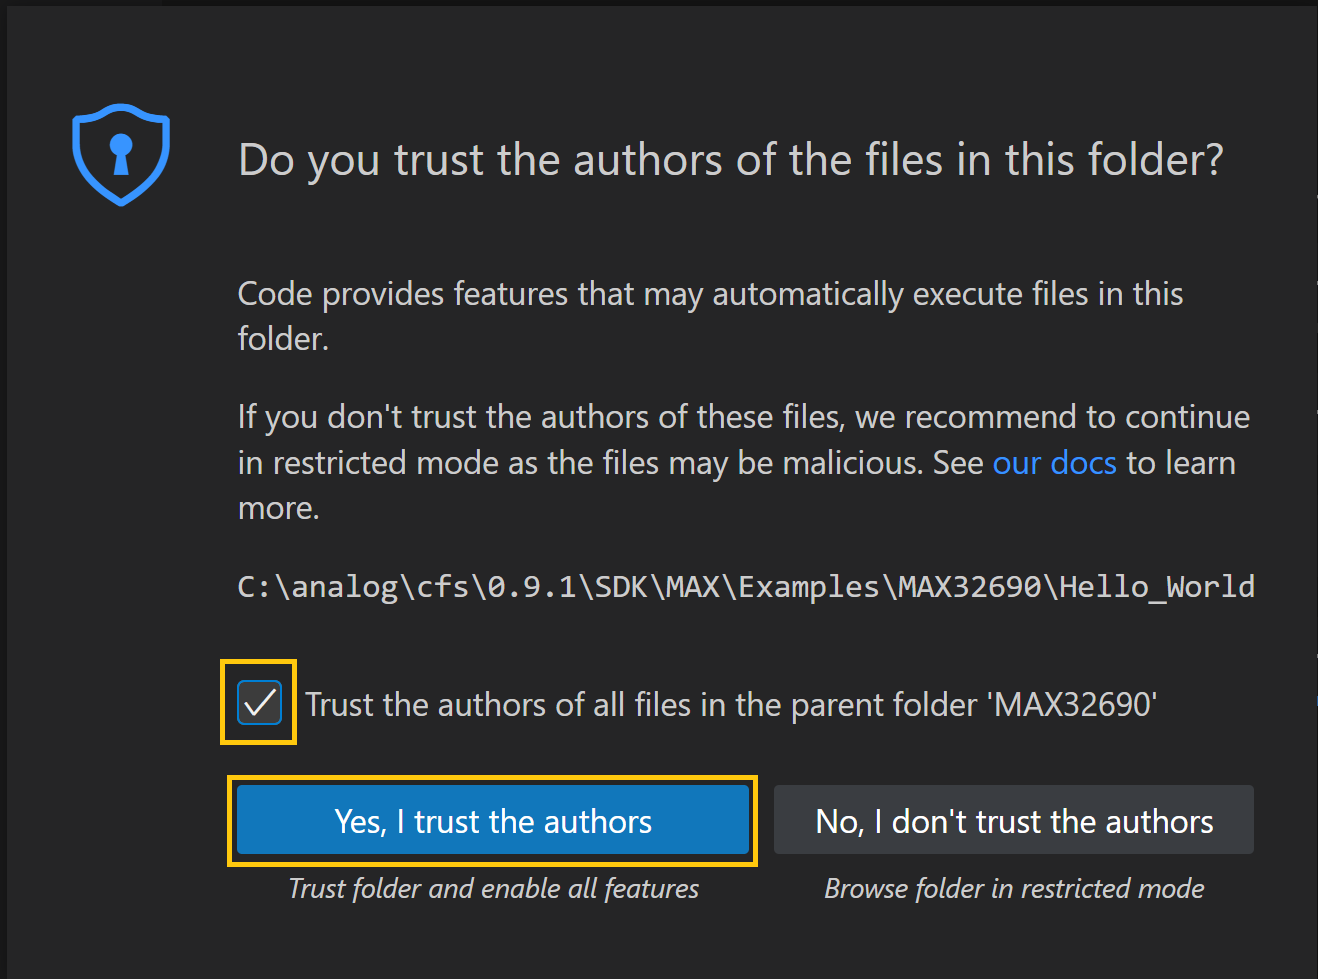 Do you trust the authors of the files in this folder?
Code provides features that may automatically execute files in this
folder.
If you don't trust the authors of these files, we recommend to continue
in restricted mode as the files may be malicious. See our docs to learn
more.
C:\analog\cfs\0.9.1\SDK\MAX\Examples\MAX32690\Hello_World
Trust the authors of all files in the parent folder 'MAX32690'
Yes, I trust the authors
No, I don't trust the authors
Trust folder and enable all features
Browse folder in restricted mode